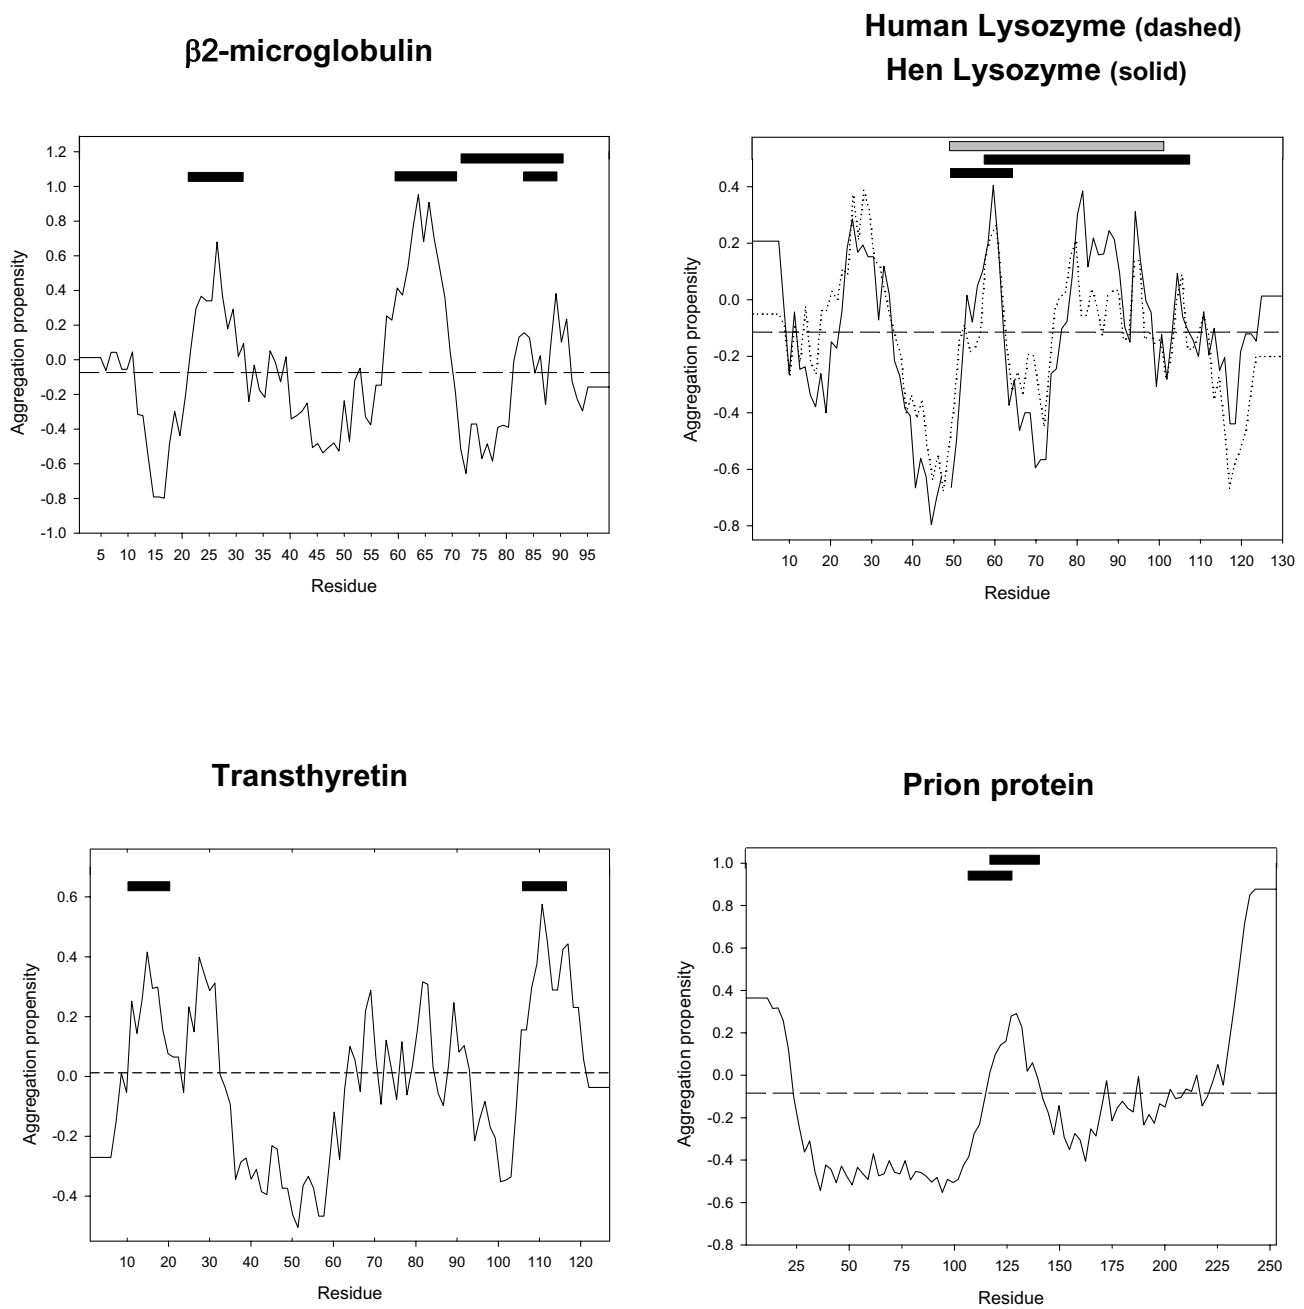 β2-microglobulin
Aggregation propensity
1.2
1.0
0.8
0.6
0.4
0.2
0.0
-0.2
-0.4
-0.6
-0.8
-1.0
5 10 15 20 25 30 35 40 45 50 55 60 65 70 75 80 85 90 95
Residue
Human Lysozyme (dashed)
Hen Lysozyme (solid)
Aggregation propensity
0.4
0.2
0.0
-0.2
-0.4
-0.6
-0.8
10 20 30 40 50 60 70 80 90 100 110 120 130
Residue
Transthyretin
Aggregation propensity
0.6
0.4
0.2
0.0
-0.2
-0.4
10 20 30 40 50 60 70 80 90 100 110 120
Residue
Prion protein
Aggregation propensity
1.0
0.8
0.6
0.4
0.2
0.0
-0.2
-0.4
-0.6
-0.8
25 50 75 100 125 150 175 200 225 250
Residue